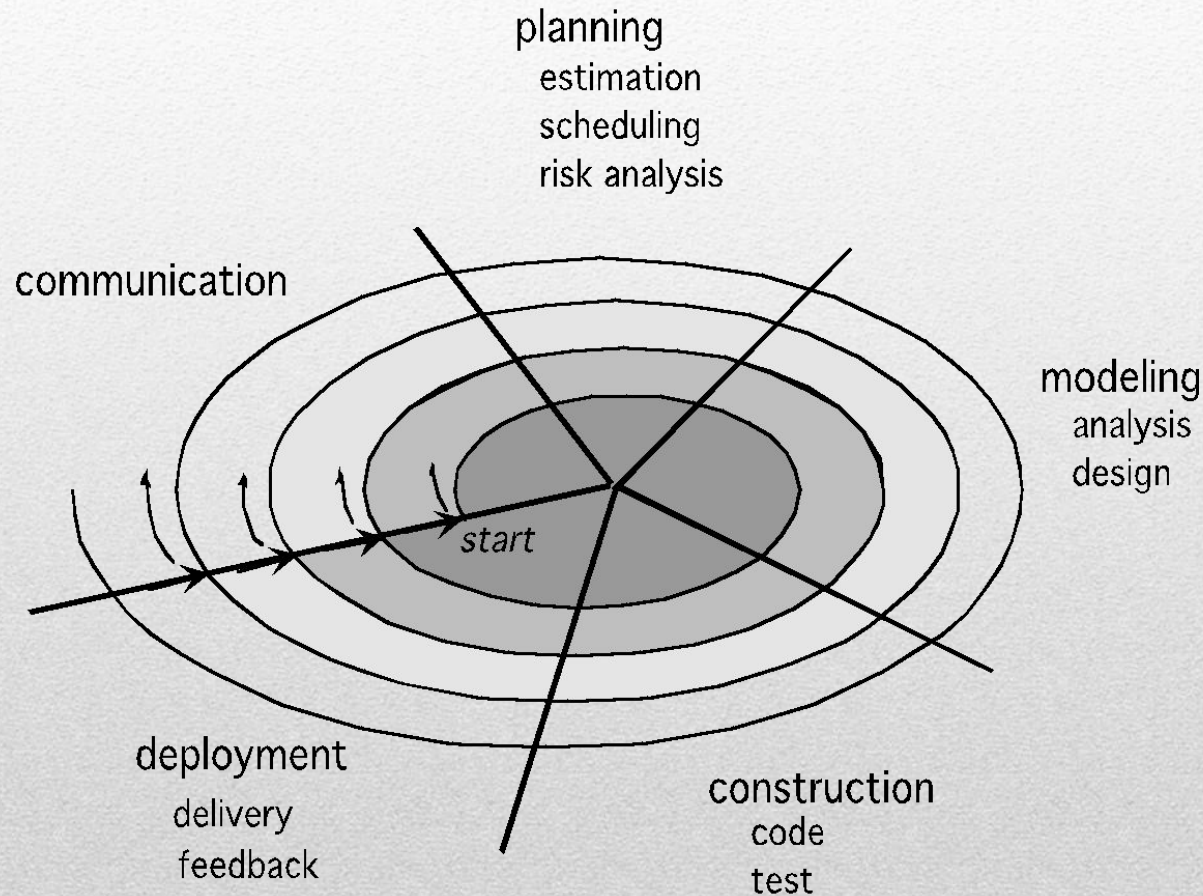 planning
estimation
scheduling
risk analysis
communication
modeling
analysis
design
start
deployment
delivery
feedback
construction
code
test